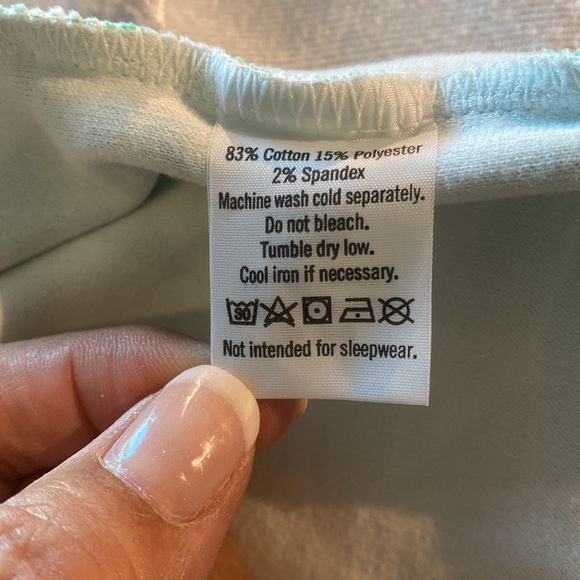 83% Cotton 15% Polyester
2% Spandex
Machine wash cold separately.
Do not bleach.
Tumble dry low.
Cool iron if necessary.
30
Not intended for sleepwear.